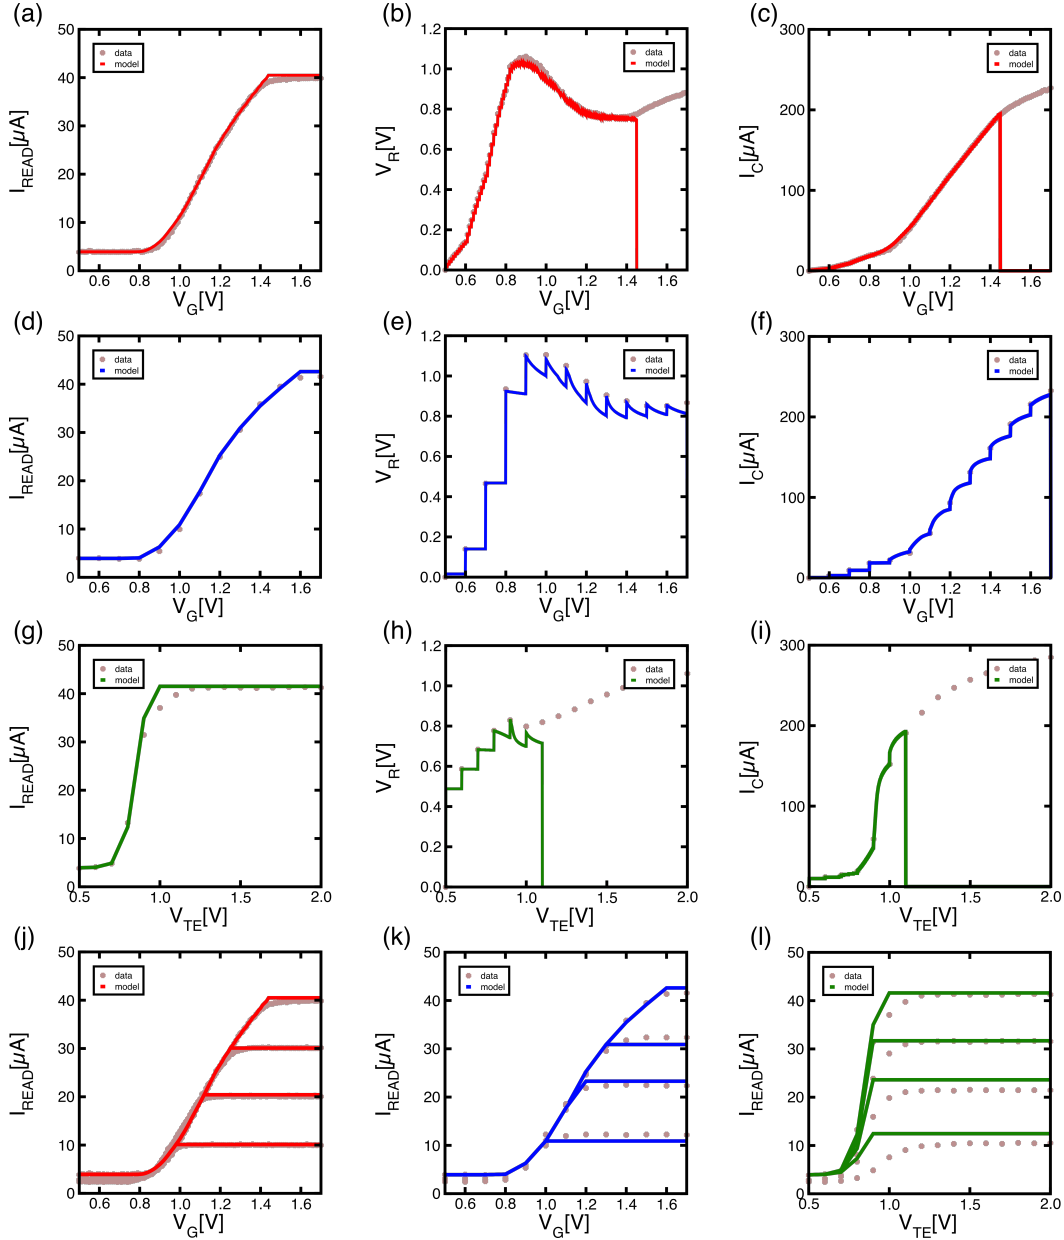 (a)
50
40
30
20
10
0
I_READ[µA]
data
model
0.6 0.8 1.0 1.2 1.4 1.6
V_G[V]
(b)
1.2
1.0
0.8
0.6
0.4
0.2
0.0
V_R[V]
data
model
0.6 0.8 1.0 1.2 1.4 1.6
V_G[V]
(c)
300
200
100
0
I_C[µA]
data
model
0.6 0.8 1.0 1.2 1.4 1.6
V_G[V]
(d)
50
40
30
20
10
0
I_READ[µA]
data
model
0.6 0.8 1.0 1.2 1.4 1.6
V_G[V]
(e)
1.2
1.0
0.8
0.6
0.4
0.2
0.0
V_R[V]
data
model
0.6 0.8 1.0 1.2 1.4 1.6
V_G[V]
(f)
300
200
100
0
I_C[µA]
data
model
0.6 0.8 1.0 1.2 1.4 1.6
V_G[V]
(g)
50
40
30
20
10
0
I_READ[µA]
data
model
0.5 1.0 1.5 2.0
V_TE[V]
(h)
1.2
1.0
0.8
0.6
0.4
0.2
0.0
V_R[V]
data
model
0.5 1.0 1.5 2.0
V_TE[V]
(i)
300
200
100
0
I_C[µA]
data
model
0.5 1.0 1.5 2.0
V_TE[V]
(j)
50
40
30
20
10
0
I_READ[µA]
data
model
0.6 0.8 1.0 1.2 1.4 1.6
V_G[V]
(k)
50
40
30
20
10
0
I_READ[µA]
data
model
0.6 0.8 1.0 1.2 1.4 1.6
V_G[V]
(l)
50
40
30
20
10
0
I_READ[µA]
data
model
0.5 1.0 1.5 2.0
V_TE[V]